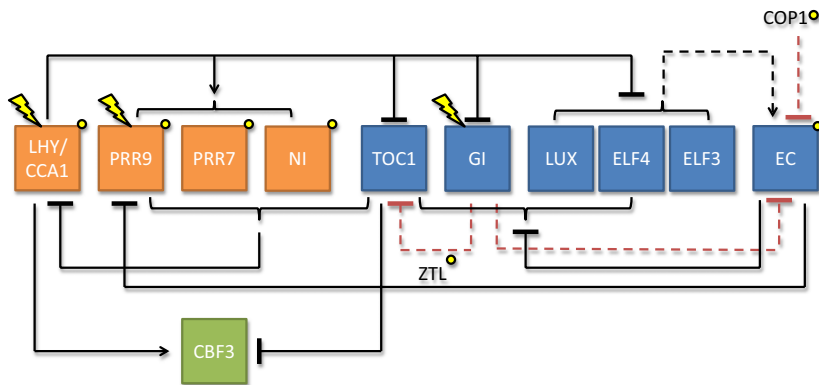 COP1
LHY/
CCA1
PRR9
PRR7
NI
TOC1
GI
LUX
ELF4
ELF3
EC
ZTL
CBF3